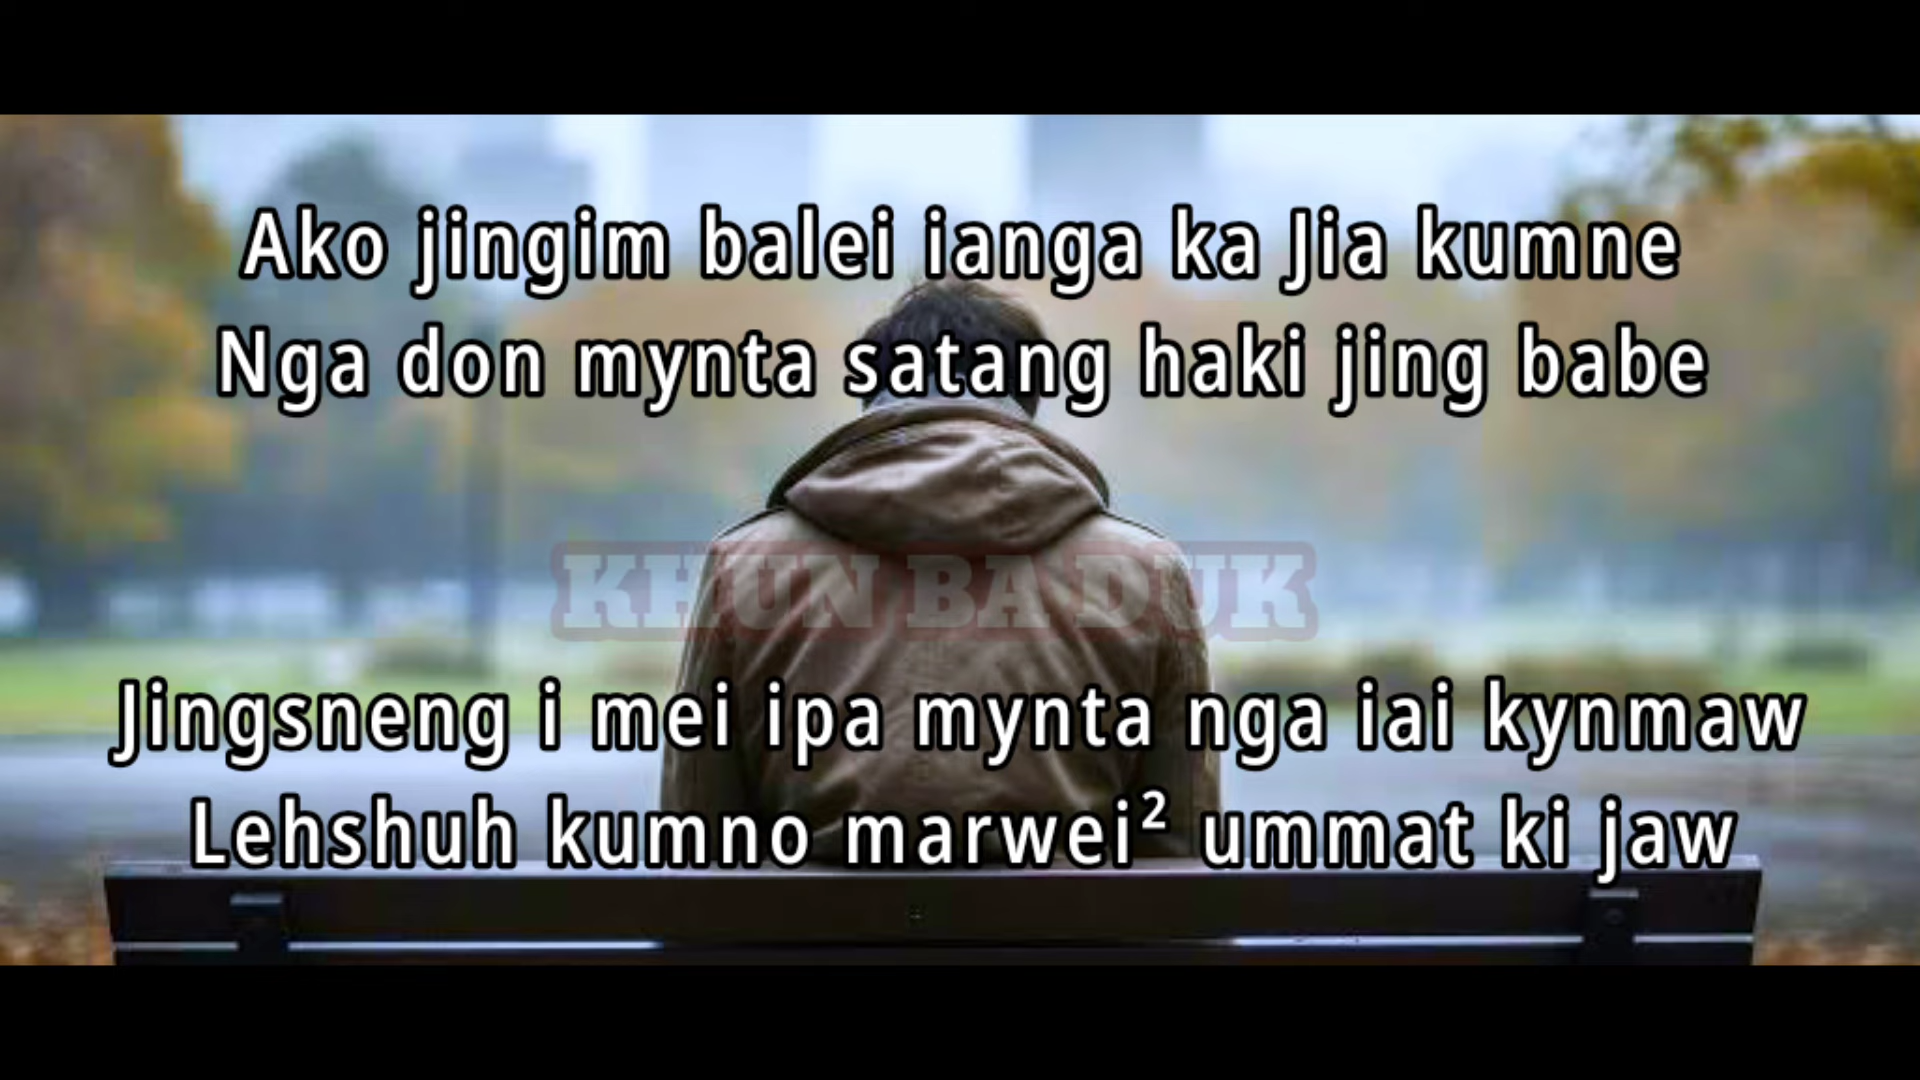 Ako jingim balei ianga ka Jia kumne
Nga don mynta satang haki jing babe
KHUN BA DUK
Jingsneng i mei ipa mynta nga iai kynmaw
Lehshuh kumno marwei² ummat ki jaw